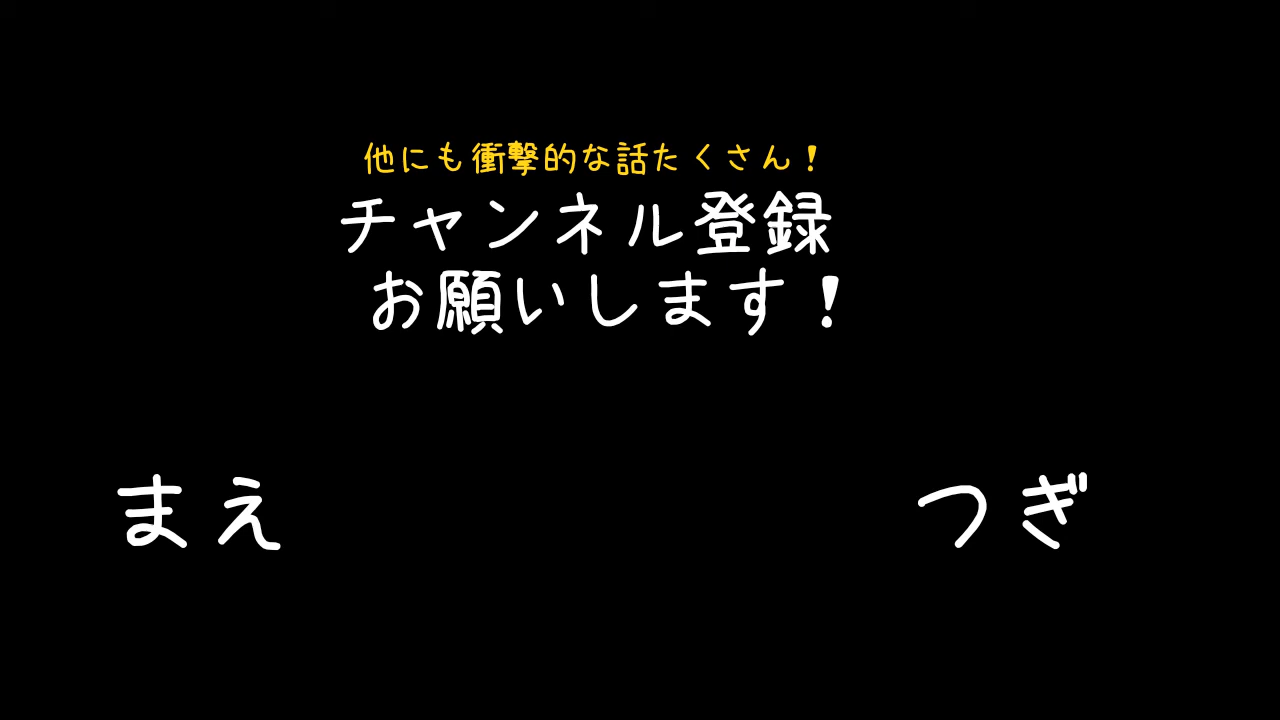 他にも衝撃的な話たくさん！
チャンネル登録
お願いします！
まえ
つぎ